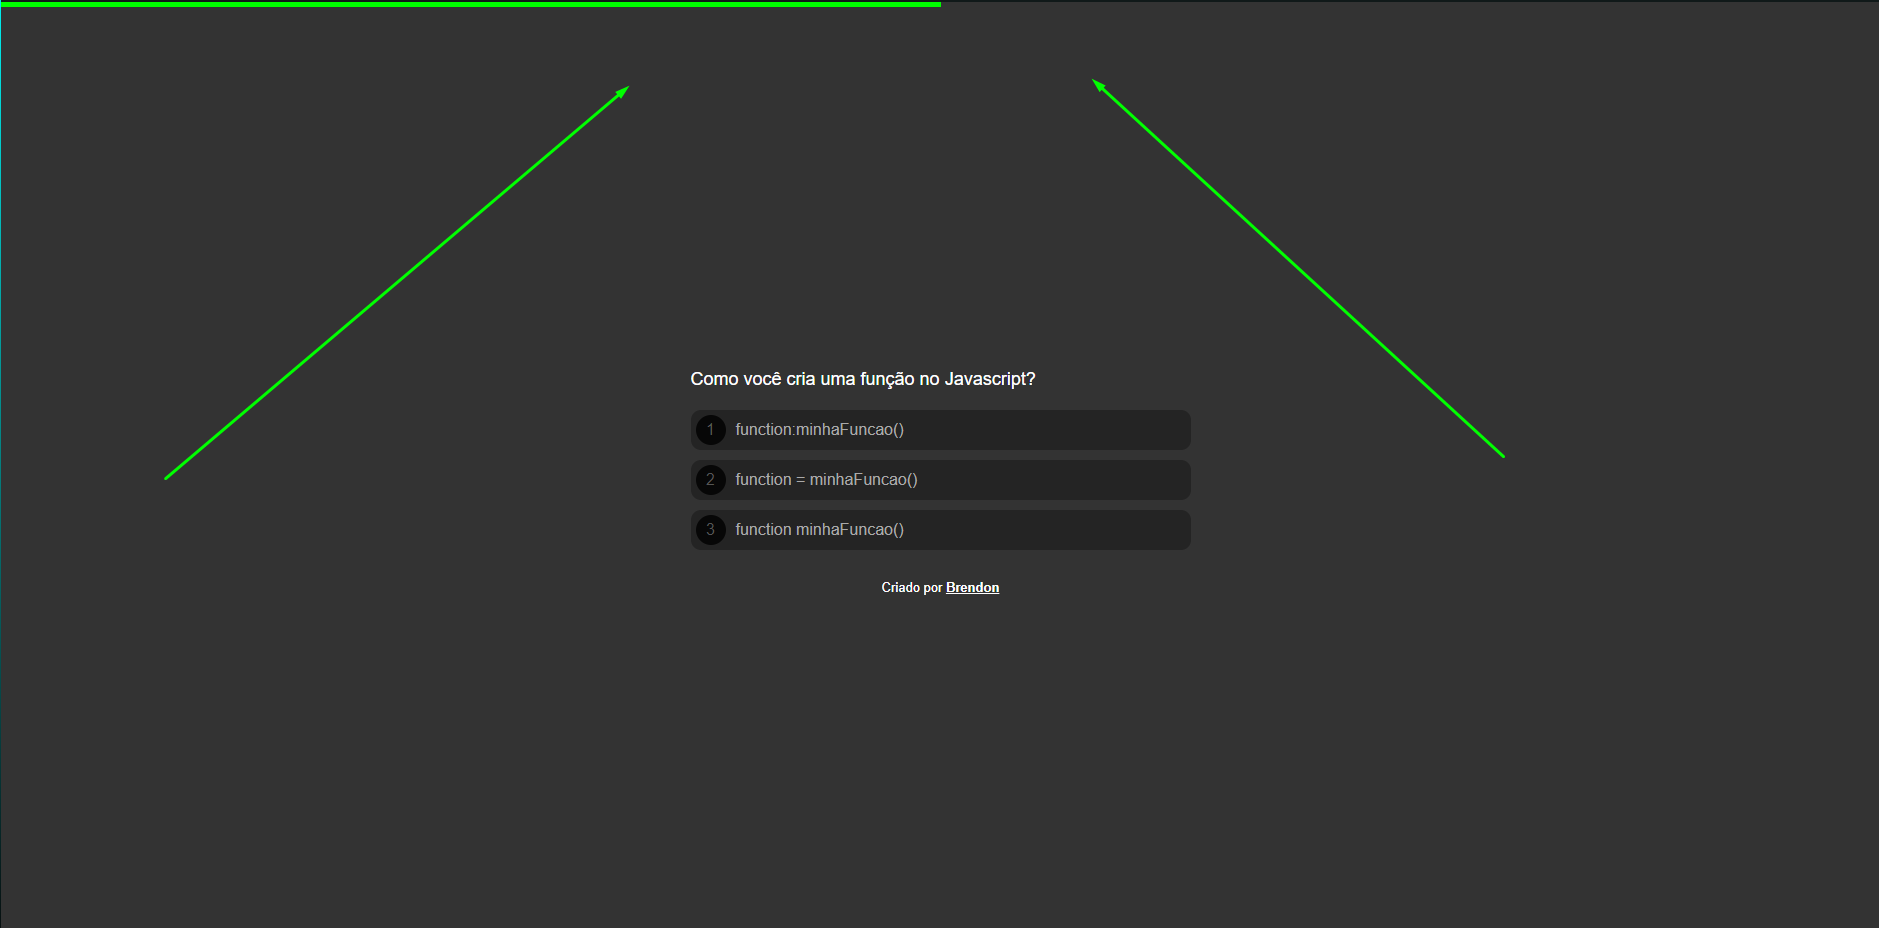 Como você cria uma função no Javascript?
1 function:minhaFuncao()
2 function = minhaFuncao()
3 function minhaFuncao()
Criado por Brendon